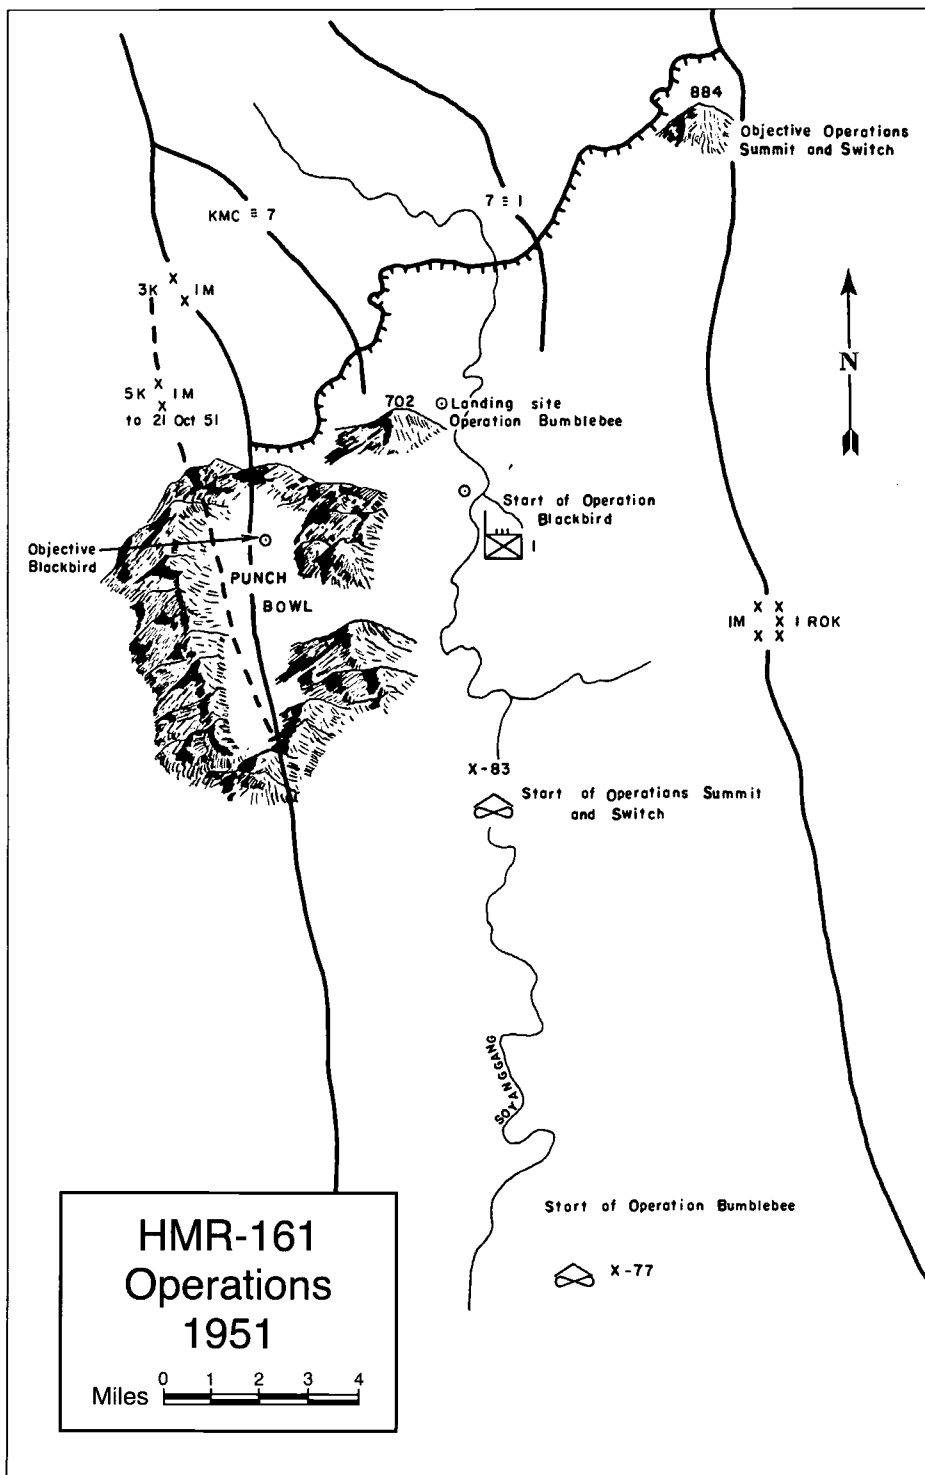 884
Objective Operations
Summit and Switch
7 1
KMC 7
3K X 1M
X
N
5K X 1M
X
to 21 Oct 51
702
Landing site
Operation Bumblebee
Start of Operation
Blackbird
1
Objective
Blackbird
PUNCH
BOWL
X X
1M X 1 ROK
X X
X-83
Start of Operations Summit
and Switch
SOYANGGANG
Start of Operation Bumblebee
X-77
HMR-161
Operations
1951
0 1 2 3 4
Miles